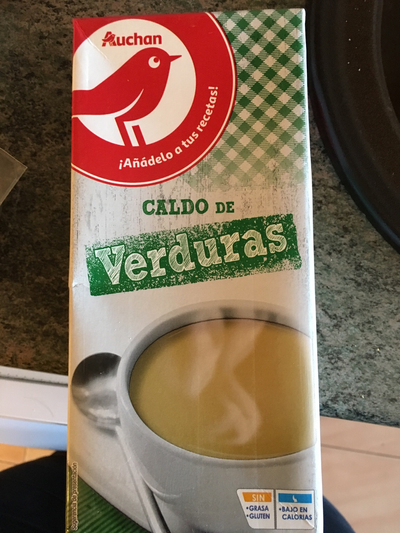 Auchan
¡Añádelo a tus recetas!
CALDO DE
Verduras
SIN
•GRASA
•GLUTEN
•BAJO EN
CALORÍAS